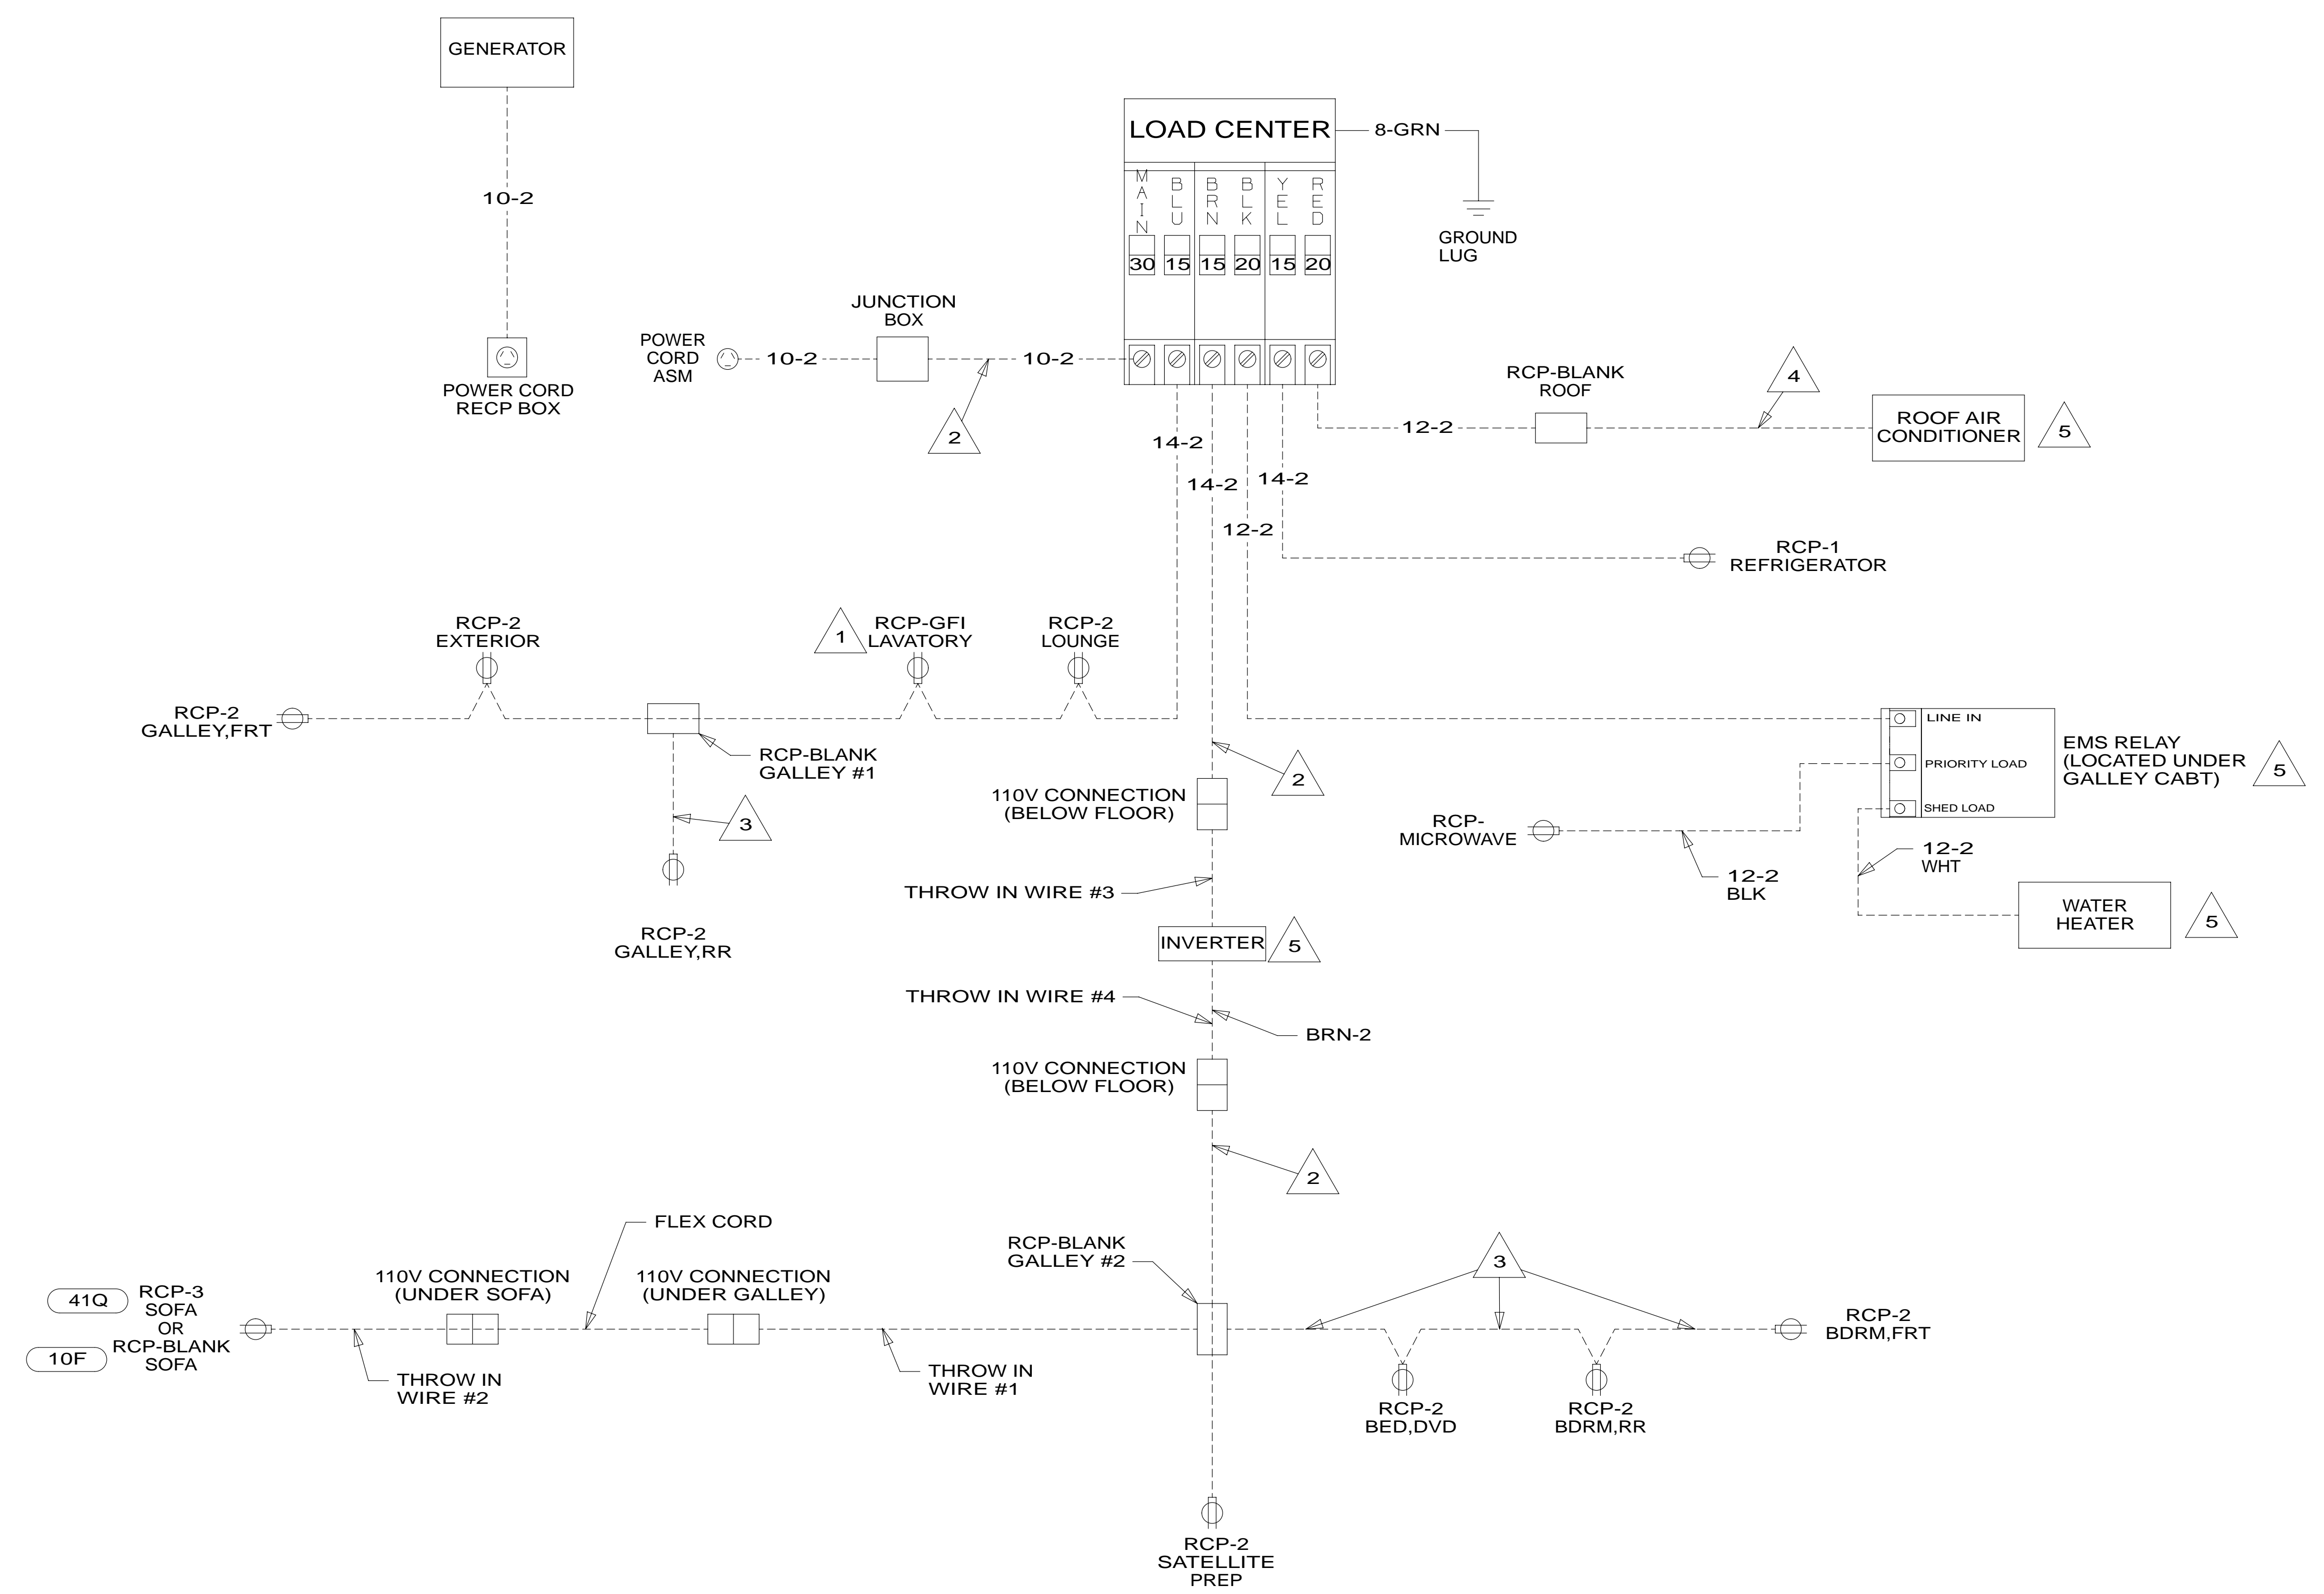 GENERATOR
10-2
POWER CORD
RECP BOX
LOAD CENTER
8-GRN
GROUND
LUG
MAIN
BLU
BRN
BLK
YEL
RED
30
15
15
20
15
20
JUNCTION
BOX
POWER
CORD
ASM
10-2
10-2
2
RCP-BLANK
ROOF
4
12-2
ROOF AIR
CONDITIONER
5
14-2
14-2
14-2
12-2
RCP-1
REFRIGERATOR
RCP-2
EXTERIOR
1
RCP-GFI
LAVATORY
RCP-2
LOUNGE
RCP-2
GALLEY,FRT
RCP-BLANK
GALLEY #1
3
RCP-2
GALLEY,RR
2
110V CONNECTION
(BELOW FLOOR)
LINE IN
PRIORITY LOAD
SHED LOAD
EMS RELAY
(LOCATED UNDER
GALLEY CABT)
5
RCP-
MICROWAVE
12-2
BLK
12-2
WHT
WATER
HEATER
5
THROW IN WIRE #3
INVERTER
5
THROW IN WIRE #4
BRN-2
110V CONNECTION
(BELOW FLOOR)
2
FLEX CORD
RCP-BLANK
GALLEY #2
3
41Q
10F
RCP-3
SOFA
OR
RCP-BLANK
SOFA
110V CONNECTION
(UNDER SOFA)
110V CONNECTION
(UNDER GALLEY)
THROW IN
WIRE #2
THROW IN
WIRE #1
RCP-2
BED,DVD
RCP-2
BDRM,RR
RCP-2
BDRM,FRT
RCP-2
SATELLITE
PREP